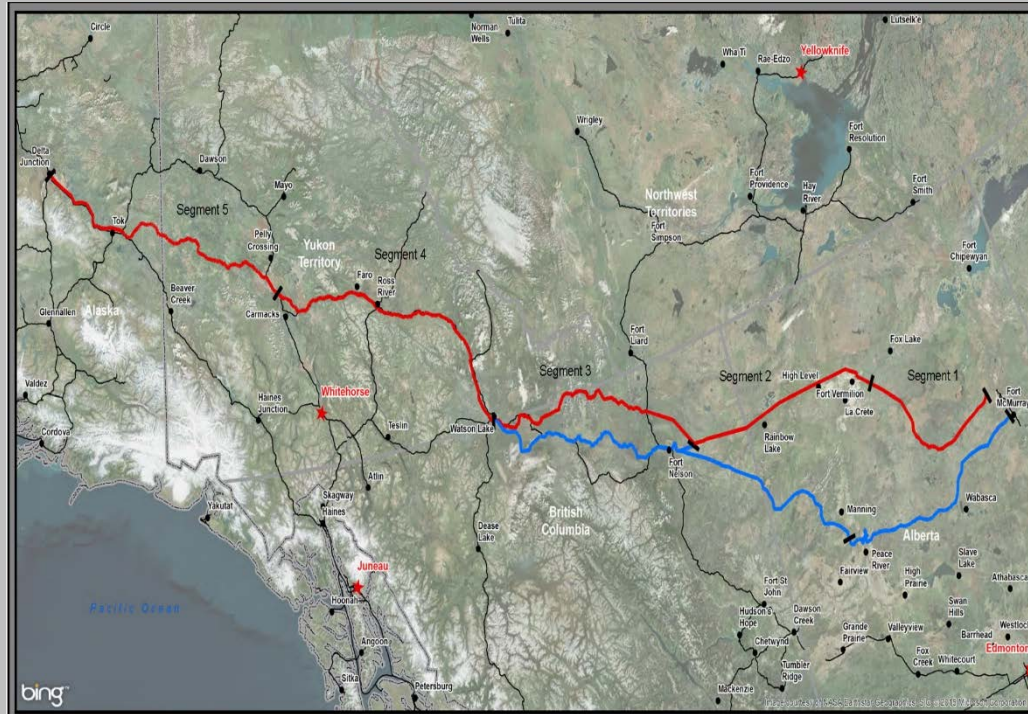 Circle
Tulita
Norman
Wells
Lutselk'e
Wha Ti
Rae-Edzo
Yellowknife
Wrigley
Fort
Resolution
Delta
Junction
Dawson
Mayo
Segment 5
Northwest
Territories
Fort
Providence
Hay
River
Fort
Smith
Tok
Pelly
Crossing
Yukon
Territory
Segment 4
Fort
Simpson
Fort
Chipewyan
Faro
Ross
River
Beaver
Creek
Alaska
Glennallen
Carmacks
Fort
Liard
Fox Lake
Segment 3
Segment 2
High Level
Segment 1
Fort Vermilion
La Crete
Fort
McMurray
Valdez
Whitehorse
Haines
Junction
Teslin
Watson Lake
Rainbow
Lake
Cordova
Fort
Nelson
Atlin
Skagway
Haines
Yakutat
British
Columbia
Manning
Wabasca
Alberta
Dease
Lake
Peace
River
Fairview
High
Prairie
Slave
Lake
Athabasca
Juneau
Hoonah
Pacific Ocean
Fort St
John
Hudson's
Hope
Dawson
Creek
Swan
Hills
Westlock
Barrhead
Angoon
Chetwynd
Grande
Prairie
Valleyview
Edmonton
Tumbler
Ridge
Fox
Creek
Whitecourt
Sitka
Petersburg
Mackenzie
bing